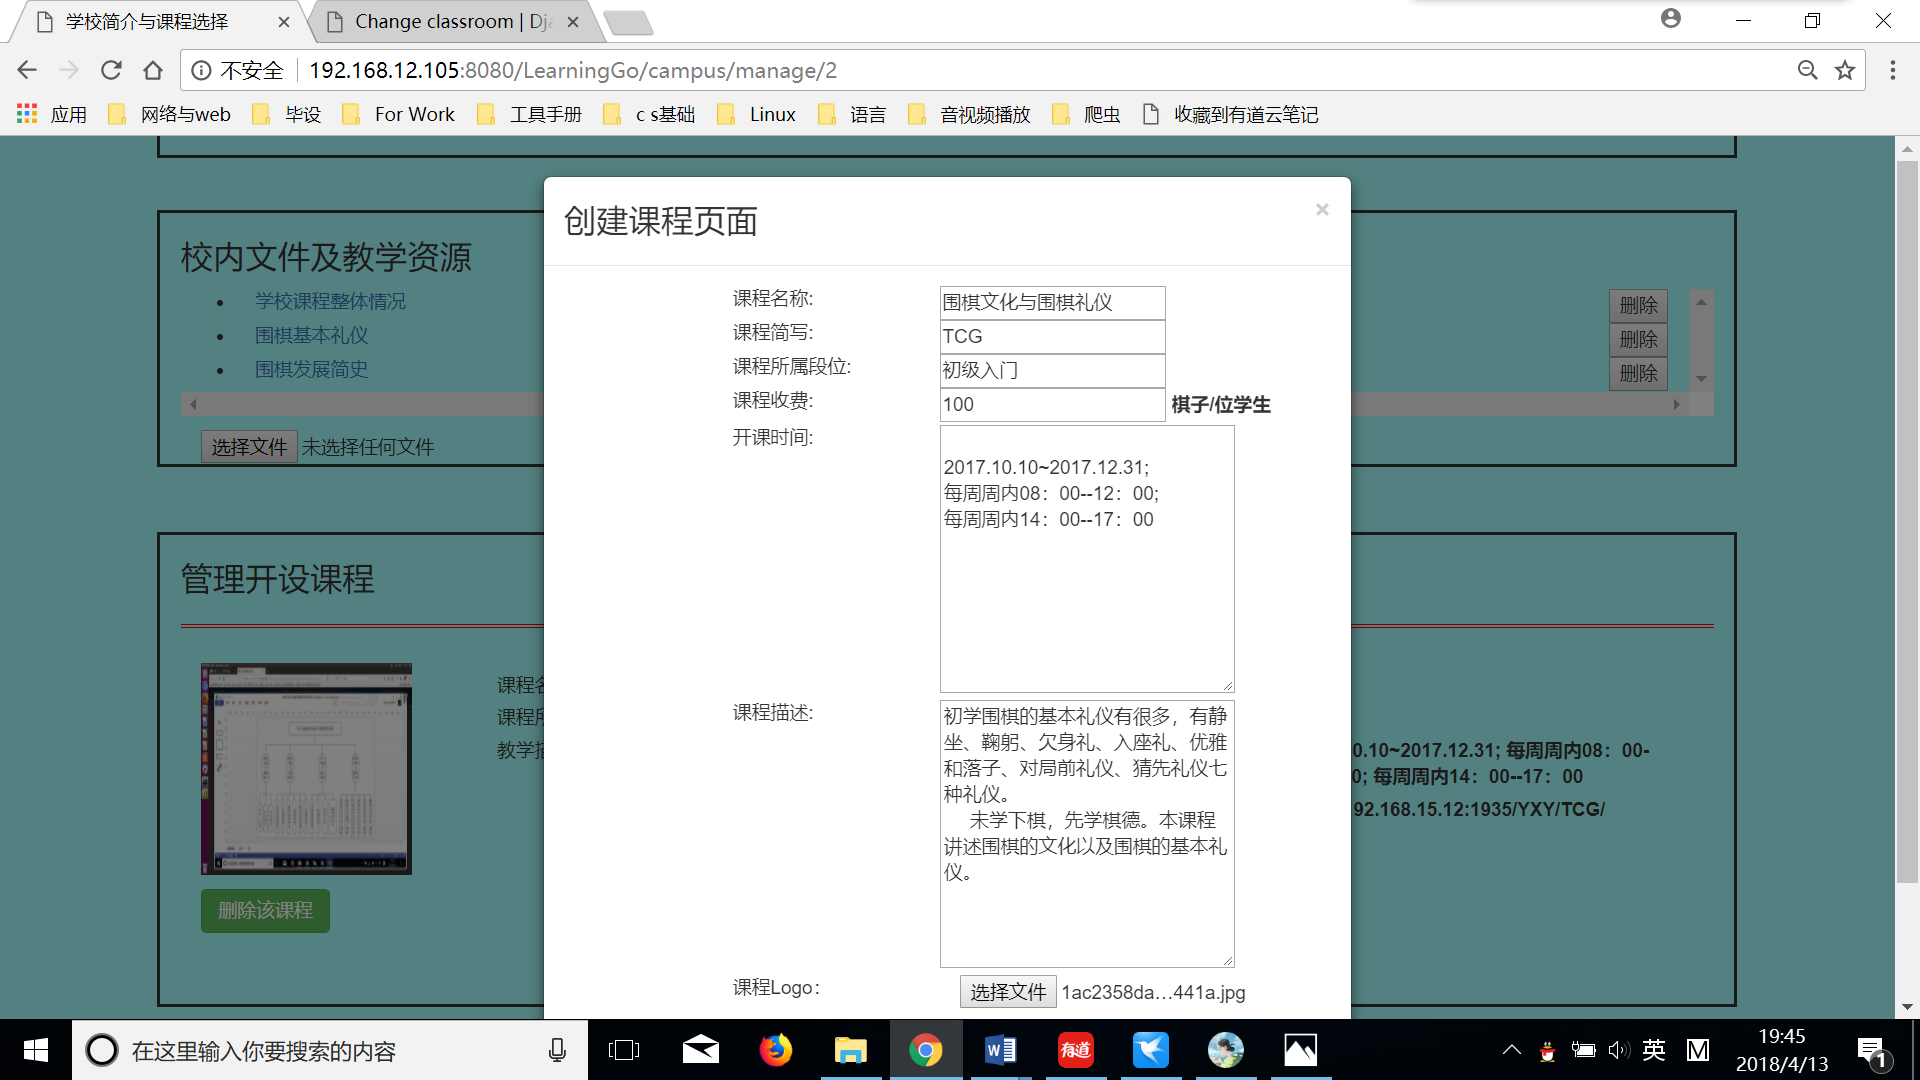 学校简介与课程选择
Change classroom | Dja
不安全
192.168.12.105:8080/LearningGo/campus/manage/2
应用
网络与web
毕设
For Work
工具手册
c s基础
Linux
语言
音视频播放
爬虫
收藏到有道云笔记
校内文件及教学资源
学校课程整体情况
围棋基本礼仪
围棋发展简史
删除
删除
删除
选择文件 未选择任何文件
管理开设课程
课程名
课程所
教学描
0.10~2017.12.31; 每周周内08：00-
0; 每周周内14：00--17：00
92.168.15.12:1935/YXY/TCG/
删除该课程
创建课程页面
×
课程名称: 围棋文化与围棋礼仪
课程简写: TCG
课程所属段位: 初级入门
课程收费: 100 棋子/位学生
开课时间:
2017.10.10~2017.12.31;
每周周内08：00--12：00;
每周周内14：00--17：00
课程描述:
初学围棋的基本礼仪有很多，有静
坐、鞠躬、欠身礼、入座礼、优雅
和落子、对局前礼仪、猜先礼仪七
种礼仪。
未学下棋，先学棋德。本课程
讲述围棋的文化以及围棋的基本礼
仪。
课程Logo： 选择文件 1ac2358da…441a.jpg
在这里输入你要搜索的内容
有道
英
M
19:45
2018/4/13
1